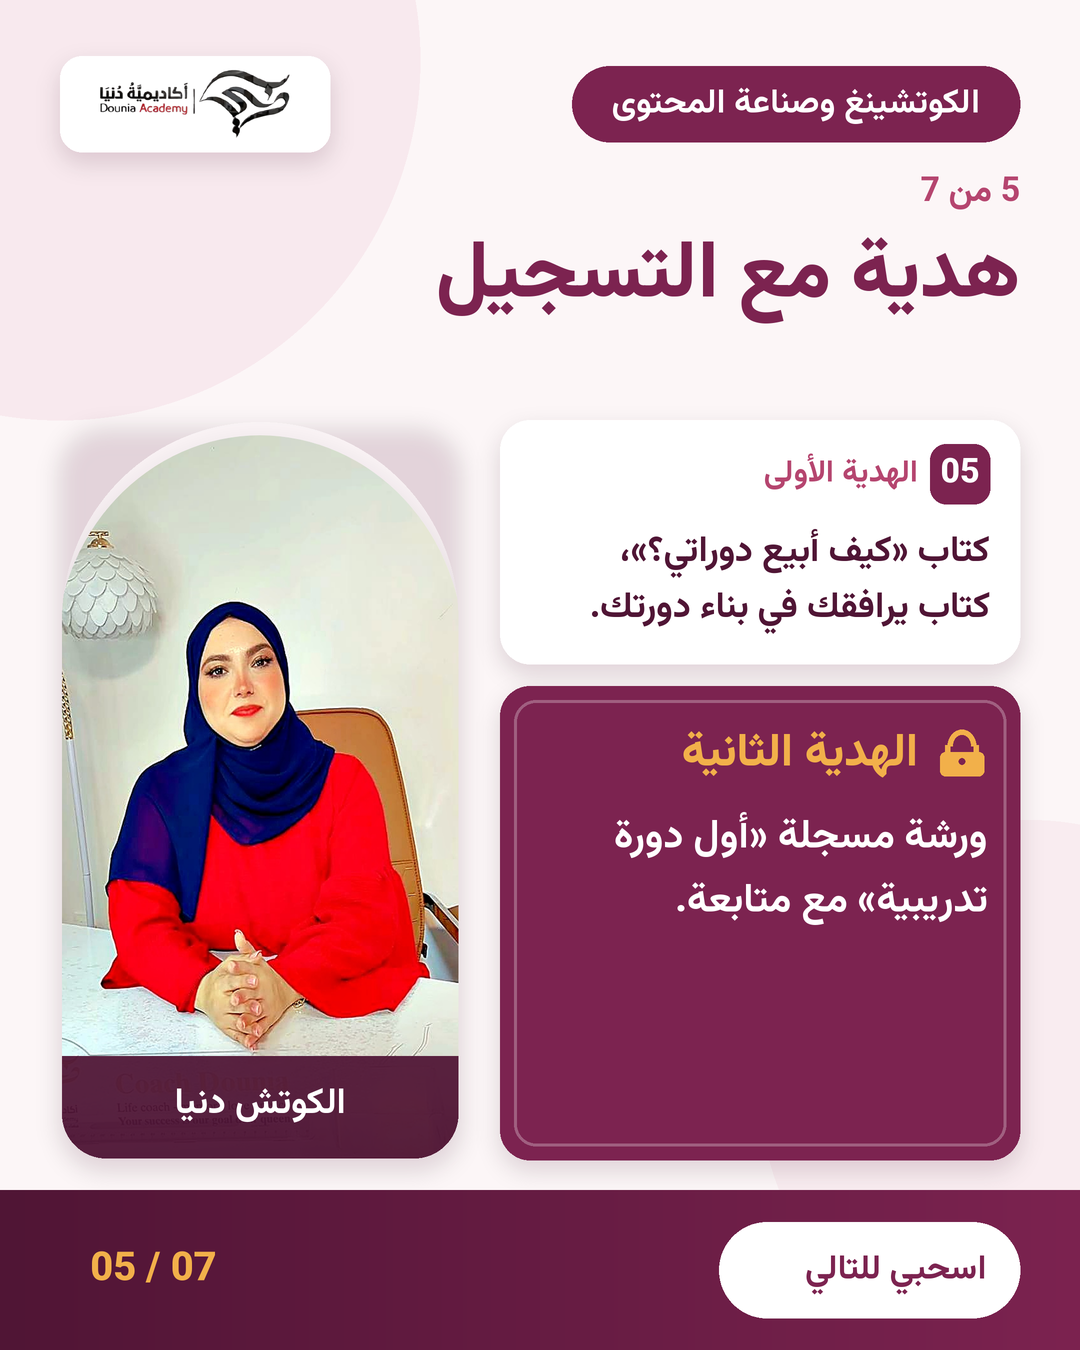 أكاديميَّةُ دُنيَا
Dounia Academy
الكوتشينغ وصناعة المحتوى
5 من 7
هدية مع التسجيل
05
الهدية الأولى
كتاب «كيف أبيع دوراتي؟»،
كتاب يرافقك في بناء دورتك.
الهدية الثانية
ورشة مسجلة «أول دورة
تدريبية» مع متابعة.
الكوتش دنيا
05 / 07
اسحبي للتالي